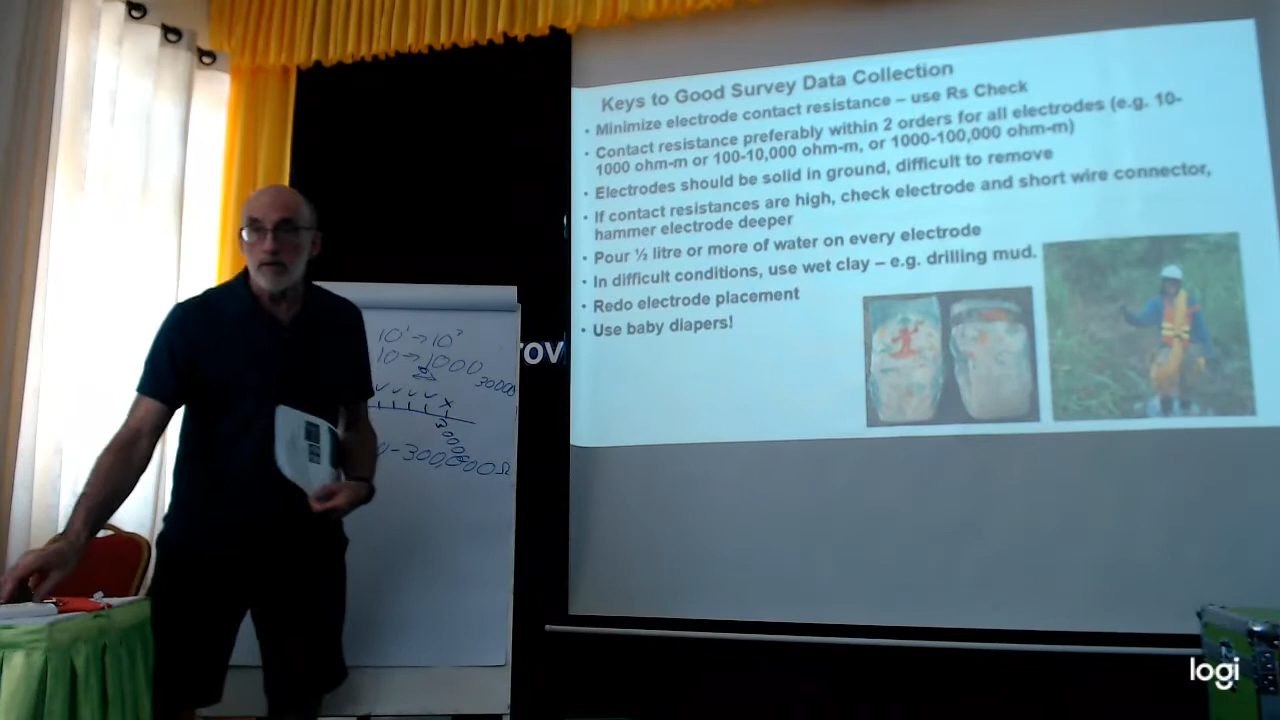 Keys to Good Survey Data Collection
• Minimize electrode contact resistance – use Rs Check
• Contact resistance preferably within 2 orders for all electrodes (e.g. 10-
1000 ohm-m or 100-10,000 ohm-m, or 1000-100,000 ohm-m)
• Electrodes should be solid in ground, difficult to remove
• If contact resistances are high, check electrode and short wire connector,
hammer electrode deeper
• Pour ½ litre or more of water on every electrode
• In difficult conditions, use wet clay – e.g. drilling mud.
• Redo electrode placement
• Use baby diapers!
10¹→10³
10→1000
30000
-300,000Ω
rov
logi